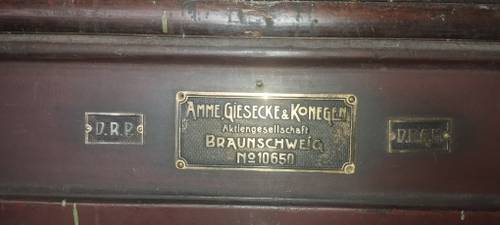 AMME, GIESECKE & KONEGEN
Aktiengesellschaft
BRAUNSCHWEIG
No 10650
D.R.P.